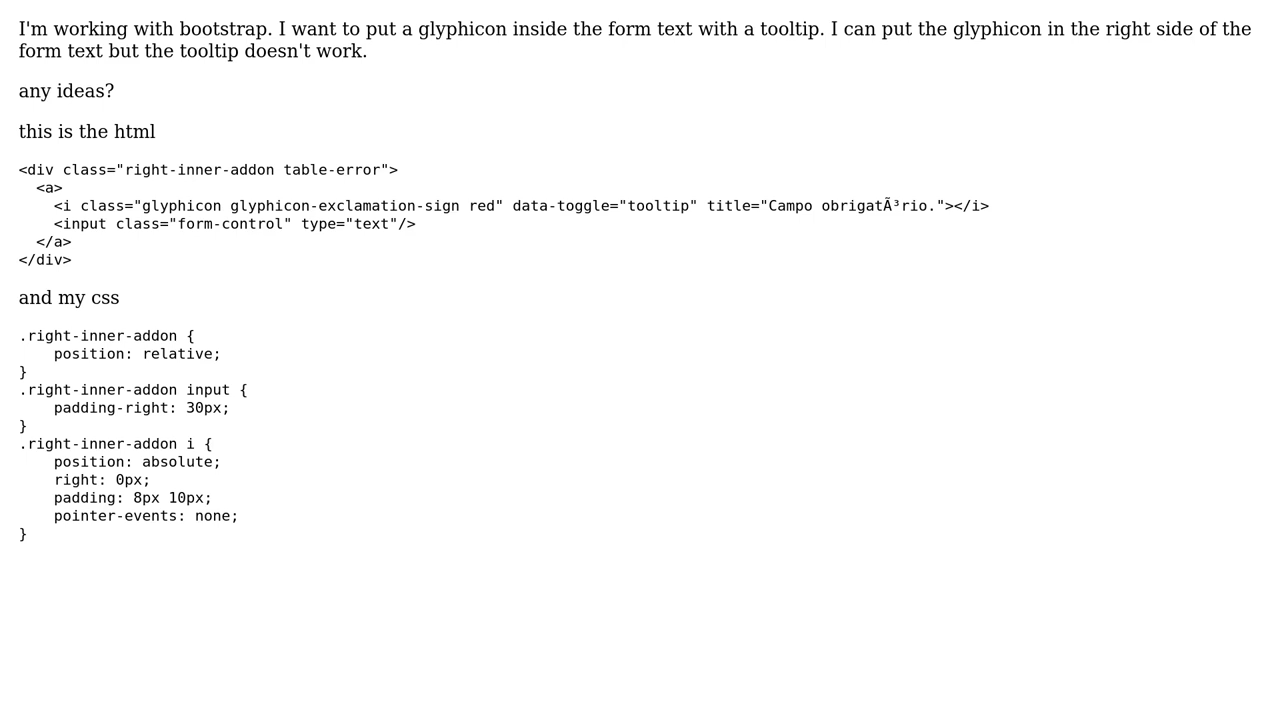 I'm working with bootstrap. I want to put a glyphicon inside the form text with a tooltip. I can put the glyphicon in the right side of the
form text but the tooltip doesn't work.
any ideas?
this is the html
<div class="right-inner-addon table-error">
  <a>
    <i class="glyphicon glyphicon-exclamation-sign red" data-toggle="tooltip" title="Campo obrigatÃ³rio."></i>
    <input class="form-control" type="text"/>
  </a>
</div>
and my css
.right-inner-addon {
    position: relative;
}
.right-inner-addon input {
    padding-right: 30px;
}
.right-inner-addon i {
    position: absolute;
    right: 0px;
    padding: 8px 10px;
    pointer-events: none;
}